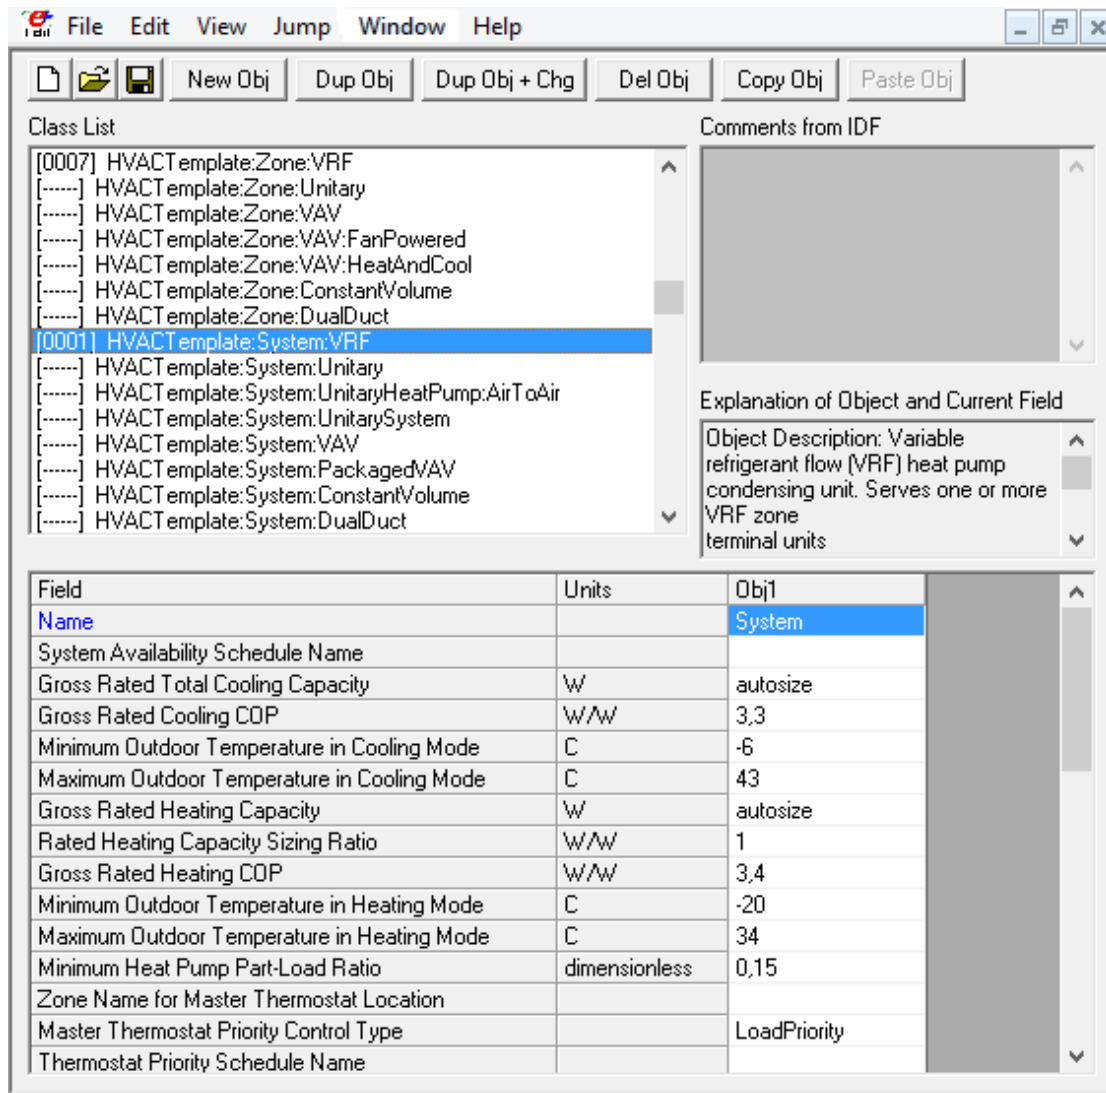 File Edit View Jump Window Help
New Obj Dup Obj Dup Obj + Chg Del Obj Copy Obj Paste Obj
Class List
[0007] HVACTemplate:Zone:VRF
[------] HVACTemplate:Zone:Unitary
[------] HVACTemplate:Zone:VAV
[------] HVACTemplate:Zone:VAV:FanPowered
[------] HVACTemplate:Zone:VAV:HeatAndCool
[------] HVACTemplate:Zone:ConstantVolume
[------] HVACTemplate:Zone:DualDuct
[0001] HVACTemplate:System:VRF
[------] HVACTemplate:System:Unitary
[------] HVACTemplate:System:UnitaryHeatPump:AirToAir
[------] HVACTemplate:System:UnitarySystem
[------] HVACTemplate:System:VAV
[------] HVACTemplate:System:PackagedVAV
[------] HVACTemplate:System:ConstantVolume
[------] HVACTemplate:System:DualDuct
Comments from IDF
Explanation of Object and Current Field
Object Description: Variable
refrigerant flow (VRF) heat pump
condensing unit. Serves one or more
VRF zone
terminal units
Field Units Obj1
Name System
System Availability Schedule Name
Gross Rated Total Cooling Capacity W autosize
Gross Rated Cooling COP W/W 3,3
Minimum Outdoor Temperature in Cooling Mode C -6
Maximum Outdoor Temperature in Cooling Mode C 43
Gross Rated Heating Capacity W autosize
Rated Heating Capacity Sizing Ratio W/W 1
Gross Rated Heating COP W/W 3,4
Minimum Outdoor Temperature in Heating Mode C -20
Maximum Outdoor Temperature in Heating Mode C 34
Minimum Heat Pump Part-Load Ratio dimensionless 0,15
Zone Name for Master Thermostat Location
Master Thermostat Priority Control Type LoadPriority
Thermostat Priority Schedule Name